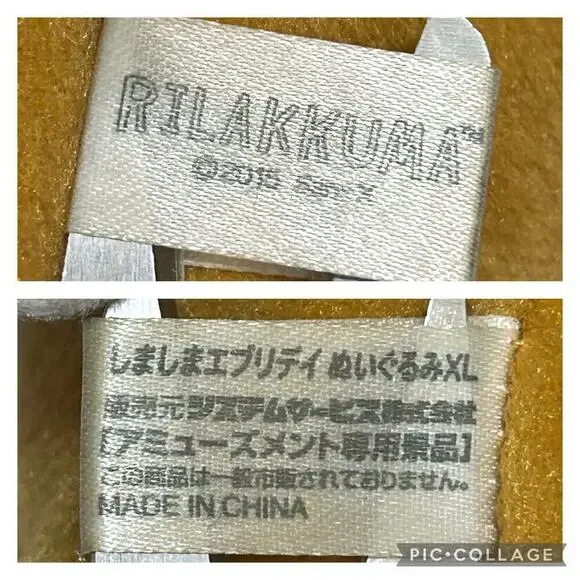 RILAKKUMA™
©2015 San-X
しましまエブリデイ ぬいぐるみXL
販売元 システムサービス株式会社
[アミューズメント専用景品]
この商品は一般市販されておりません。
MADE IN CHINA
PIC•COLLAGE